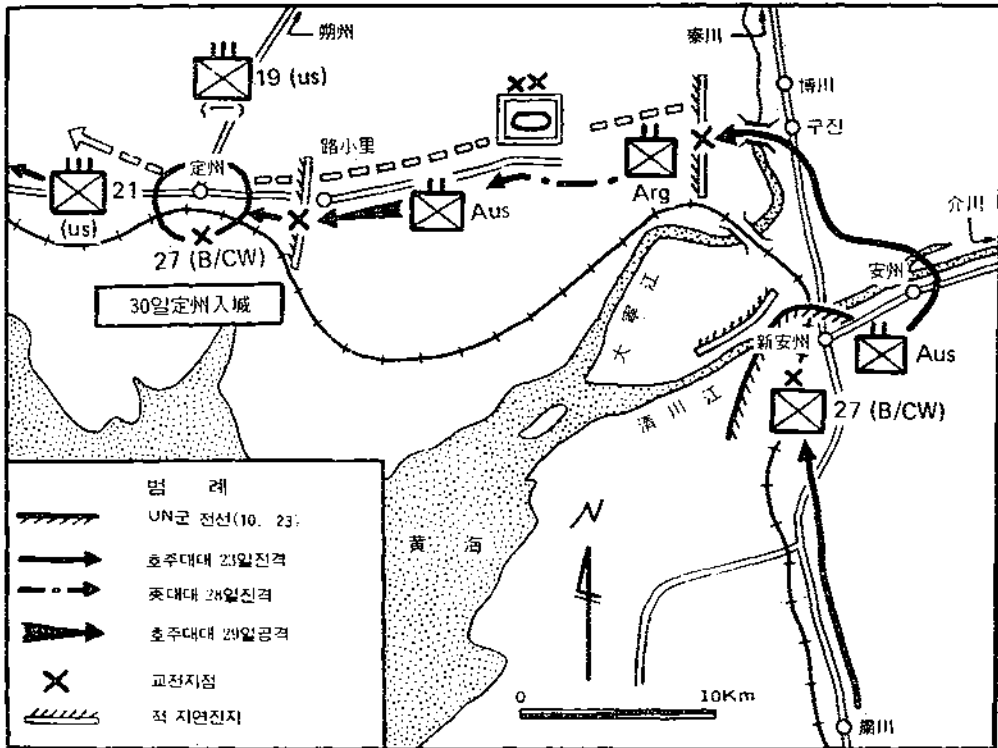 朔州
泰川
19 (us)
博川
구진
路小里
定州
21
(us)
Aus
Arg
介川
27 (B/CW)
安州
30일定州入城
大寧江
新安州
Aus
淸川江
27 (B/CW)
범 례
UN군 전선(10. 23)
호주대대 23일진격
英대대 28일진격
호주대대 29일공격
교전지점
적 지연진지
黄海
N
0 10Km